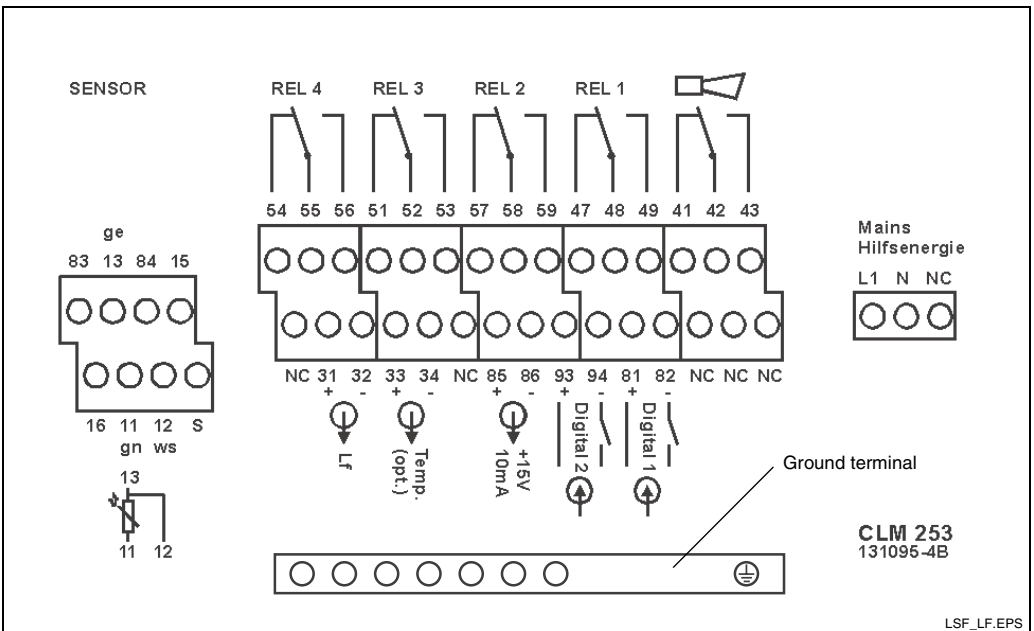 SENSOR
REL 4 REL 3 REL 2 REL 1
54 55 56 51 52 53 57 58 59 47 48 49 41 42 43
ge
83 13 84 15
Mains
Hilfsenergie
L1 N NC
NC 31 32 33 34 NC 85 86 93 94 81 82 NC NC NC
+ - + - + - + - + -
16 11 12 S
gn ws
Lf
Temp.
(opt.)
+15V
10mA
Digital 2
Digital 1
13
11 12
Ground terminal
CLM 253
131095-4B
LSF_LF.EPS